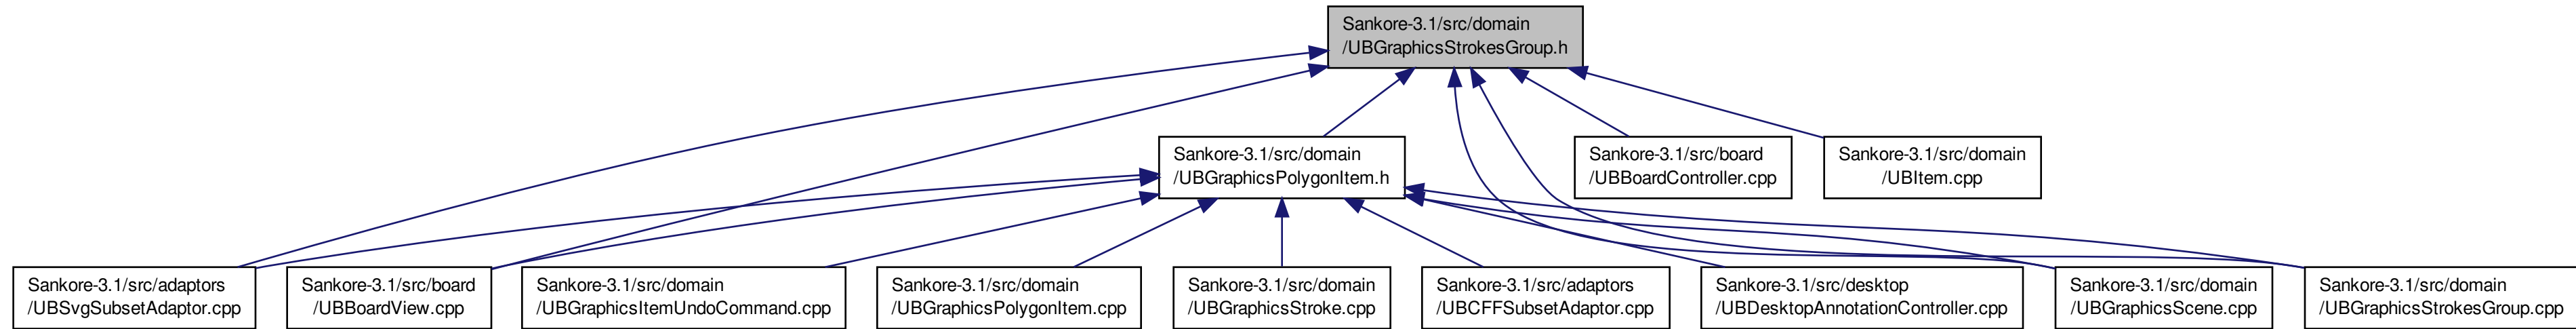 Sankore-3.1/src/domain
/UBGraphicsStrokesGroup.h
Sankore-3.1/src/domain
/UBGraphicsPolygonItem.h
Sankore-3.1/src/board
/UBBoardController.cpp
Sankore-3.1/src/domain
/UBItem.cpp
Sankore-3.1/src/adaptors
/UBSvgSubsetAdaptor.cpp
Sankore-3.1/src/board
/UBBoardView.cpp
Sankore-3.1/src/domain
/UBGraphicsItemUndoCommand.cpp
Sankore-3.1/src/domain
/UBGraphicsPolygonItem.cpp
Sankore-3.1/src/domain
/UBGraphicsStroke.cpp
Sankore-3.1/src/adaptors
/UBCFFSubsetAdaptor.cpp
Sankore-3.1/src/desktop
/UBDesktopAnnotationController.cpp
Sankore-3.1/src/domain
/UBGraphicsScene.cpp
Sankore-3.1/src/domain
/UBGraphicsStrokesGroup.cpp